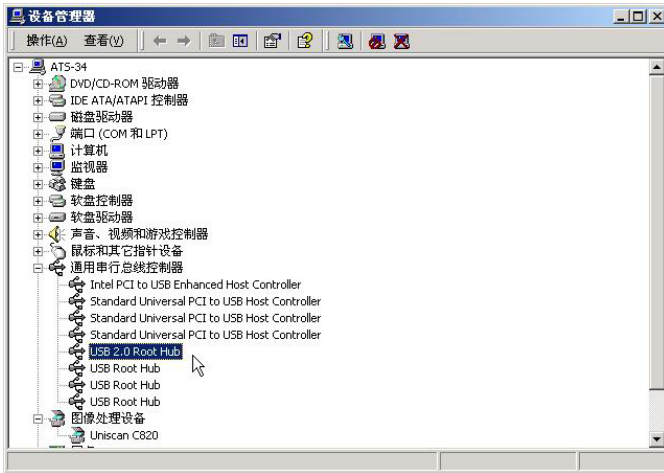 设备管理器
操作(A) 查看(V)
ATS-34
DVD/CD-ROM 驱动器
IDE ATA/ATAPI 控制器
磁盘驱动器
端口 (COM 和 LPT)
计算机
监视器
键盘
软盘控制器
软盘驱动器
声音、视频和游戏控制器
鼠标和其它指针设备
通用串行总线控制器
Intel PCI to USB Enhanced Host Controller
Standard Universal PCI to USB Host Controller
Standard Universal PCI to USB Host Controller
Standard Universal PCI to USB Host Controller
USB 2.0 Root Hub
USB Root Hub
USB Root Hub
USB Root Hub
图像处理设备
Uniscan C820